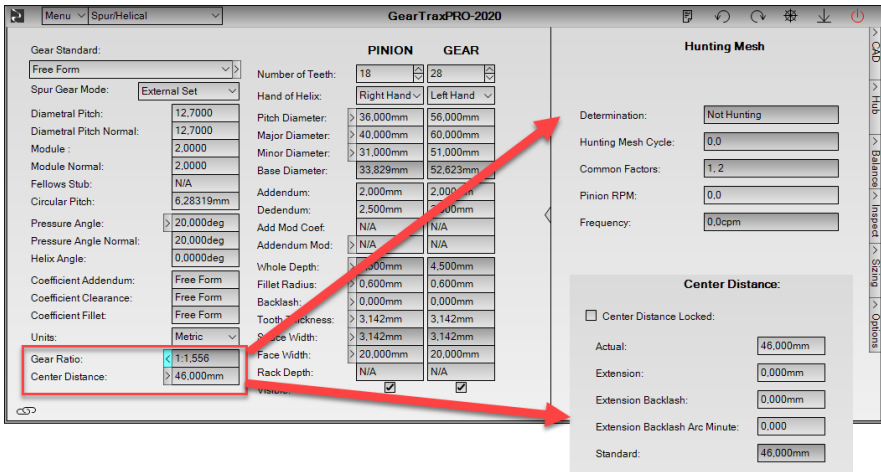 Menu Spur/Helical GearTraxPRO-2020
Gear Standard:
Free Form
Spur Gear Mode: External Set
Diametral Pitch: 12,7000
Diametral Pitch Normal: 12,7000
Module : 2,0000
Module Normal: 2,0000
Fellows Stub: N/A
Circular Pitch: 6,28319mm
Pressure Angle: > 20,000deg
Pressure Angle Normal: 20,000deg
Helix Angle: 0,0000deg
Coefficient Addendum: Free Form
Coefficient Clearance: Free Form
Coefficient Fillet: Free Form
Units: Metric
Gear Ratio: < 1:1,556
Center Distance: > 46,000mm
PINION GEAR
Number of Teeth: 18 28
Hand of Helix: Right Hand Left Hand
Pitch Diameter: > 36,000mm 56,000mm
Major Diameter: > 40,000mm 60,000mm
Minor Diameter: > 31,000mm 51,000mm
Base Diameter: 33,829mm 52,623mm
Addendum: 2,000mm
Dedendum: 2,500mm
Add Mod Coef: N/A N/A
Addendum Mod: > N/A N/A
Whole Depth: 4,500mm
Fillet Radius: > 0,600mm 0,600mm
Backlash: > 0,000mm 0,000mm
Tooth Thickness: > 3,142mm 3,142mm
Space Width: > 3,142mm 3,142mm
Face Width: > 20,000mm 20,000mm
Rack Depth: N/A N/A
Visible:
Hunting Mesh
Determination: Not Hunting
Hunting Mesh Cycle: 0,0
Common Factors: 1, 2
Pinion RPM: 0,0
Frequency: 0,0cpm
Center Distance:
Center Distance Locked:
Actual: 46,000mm
Extension: 0,000mm
Extension Backlash: 0,000mm
Extension Backlash Arc Minute: 0,000
Standard: 46,000mm
> CAD
> Hub
> Balance
> Inspect
> Sizing
> Options